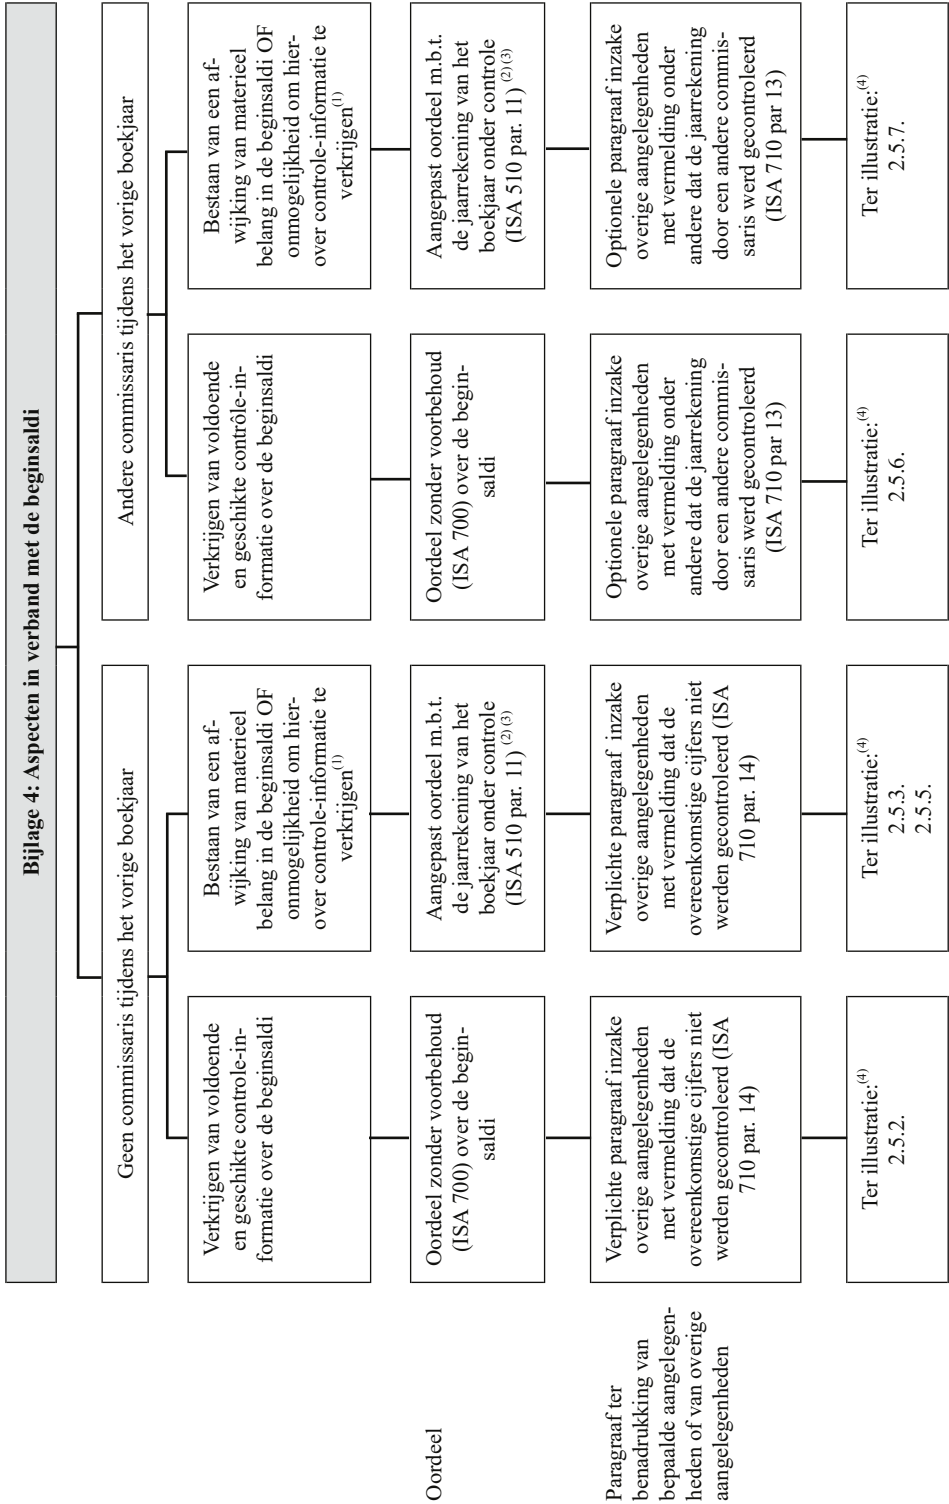 Bijlage 4: Aspecten in verband met de beginsaldi
Geen commissaris tijdens het vorige boekjaar
Andere commissaris tijdens het vorige boekjaar
Verkrijgen van voldoende
en geschikte controle-in-
formatie over de beginsaldi
Bestaan van een af-
wijking van materieel
belang in de beginsaldi OF
onmogelijkheid om hier-
over controle-informatie te
verkrijgen(1)
Verkrijgen van voldoende
en geschikte contrôle-in-
formatie over de beginsaldi
Bestaan van een af-
wijking van materieel
belang in de beginsaldi OF
onmogelijkheid om hier-
over controle-informatie te
verkrijgen(1)
Oordeel
Oordeel zonder voorbehoud
(ISA 700) over de begin-
saldi
Aangepast oordeel m.b.t.
de jaarrekening van het
boekjaar onder controle
(ISA 510 par. 11) (2) (3)
Oordeel zonder voorbehoud
(ISA 700) over de begin-
saldi
Aangepast oordeel m.b.t.
de jaarrekening van het
boekjaar onder controle
(ISA 510 par. 11) (2) (3)
Paragraaf ter
benadrukking van
bepaalde aangelegen-
heden of van overige
aangelegenheden
Verplichte paragraaf inzake
overige aangelegenheden
met vermelding dat de
overeenkomstige cijfers niet
werden gecontroleerd (ISA
710 par. 14)
Verplichte paragraaf inzake
overige aangelegenheden
met vermelding dat de
overeenkomstige cijfers niet
werden gecontroleerd (ISA
710 par. 14)
Optionele paragraaf inzake
overige aangelegenheden
met vermelding onder
andere dat de jaarrekening
door een andere commis-
saris werd gecontroleerd
(ISA 710 par 13)
Optionele paragraaf inzake
overige aangelegenheden
met vermelding onder
andere dat de jaarrekening
door een andere commis-
saris werd gecontroleerd
(ISA 710 par 13)
Ter illustratie:(4)
2.5.2.
Ter illustratie:(4)
2.5.3.
2.5.5.
Ter illustratie:(4)
2.5.6.
Ter illustratie:(4)
2.5.7.